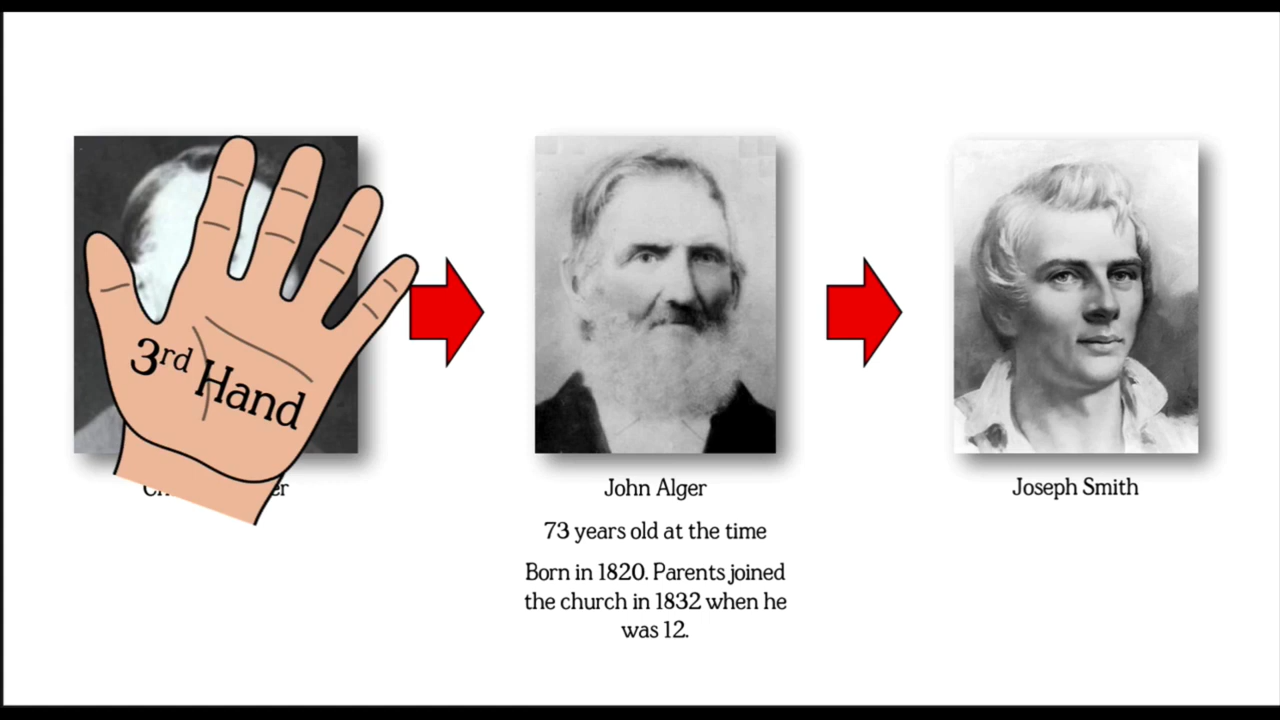 3rd Hand
John Alger
Joseph Smith
73 years old at the time
Born in 1820. Parents joined
the church in 1832 when he
was 12.